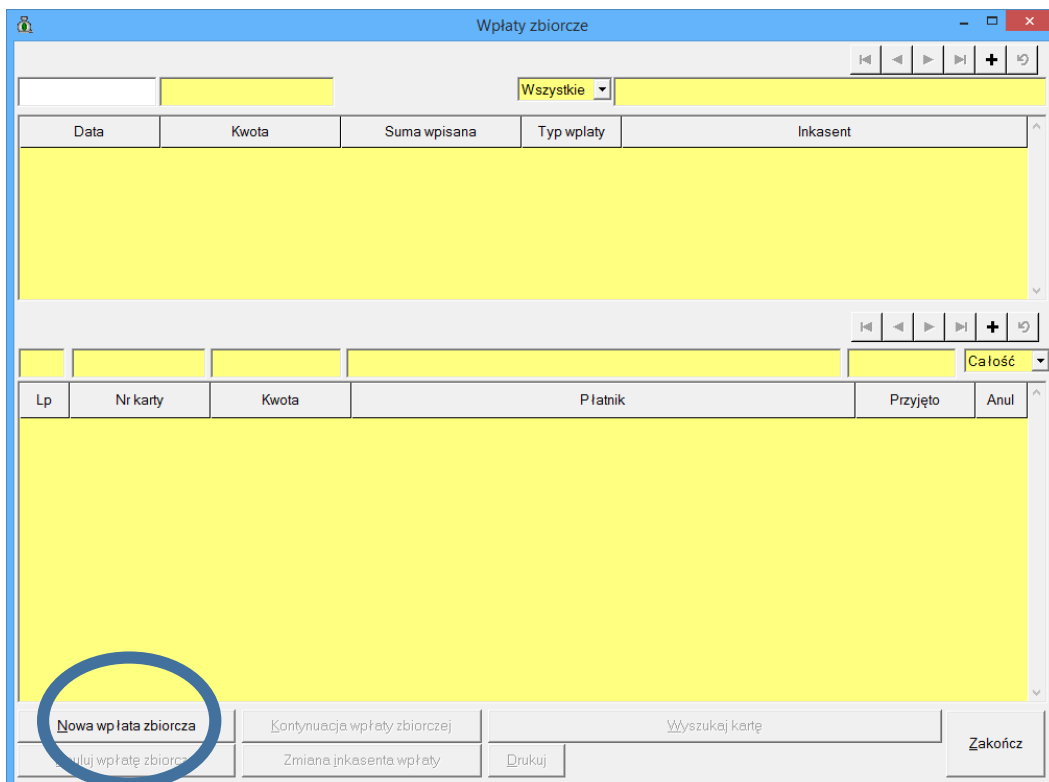 Wpłaty zbiorcze
Wszystkie
Data Kwota Suma wpisana Typ wplaty Inkasent
Całość
Lp Nr karty Kwota Płatnik Przyjęto Anul
Nowa wpłata zbiorcza Kontynuacja wpłaty zbiorczej Wyszukaj kartę
Zakończ
wpłatę Zmiana inkasenta wpłaty Drukuj